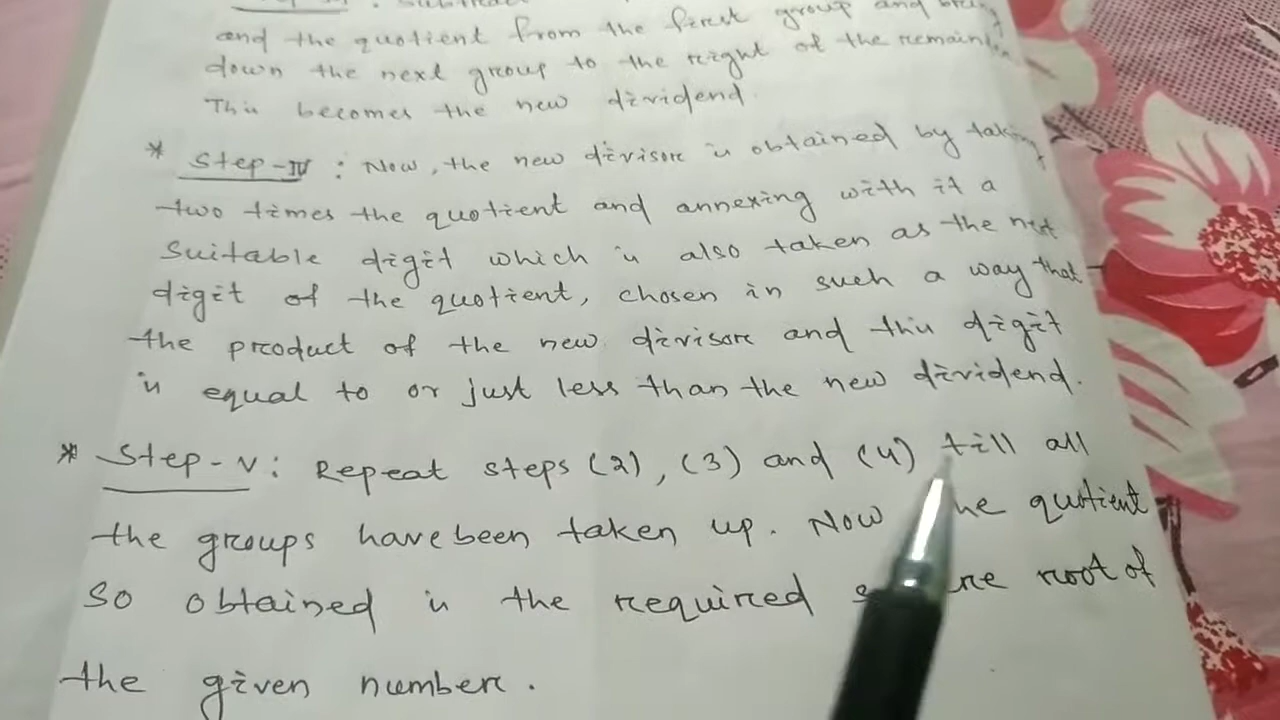 and the quotient from the first group and
down the next group to the right of the
This becomes the new dividend.
* Step-IV : Now, the new divisor is obtained by
two times the quotient and annexing with it a
suitable digit which is also taken as the next
digit of the quotient, chosen in such a way that
the product of the new divisor and this digit
is equal to or just less than the new dividend.
* Step-V : Repeat steps (2), (3) and (4) till all
the groups have been taken up. Now the quotient
so obtained is the required root of
the given number.